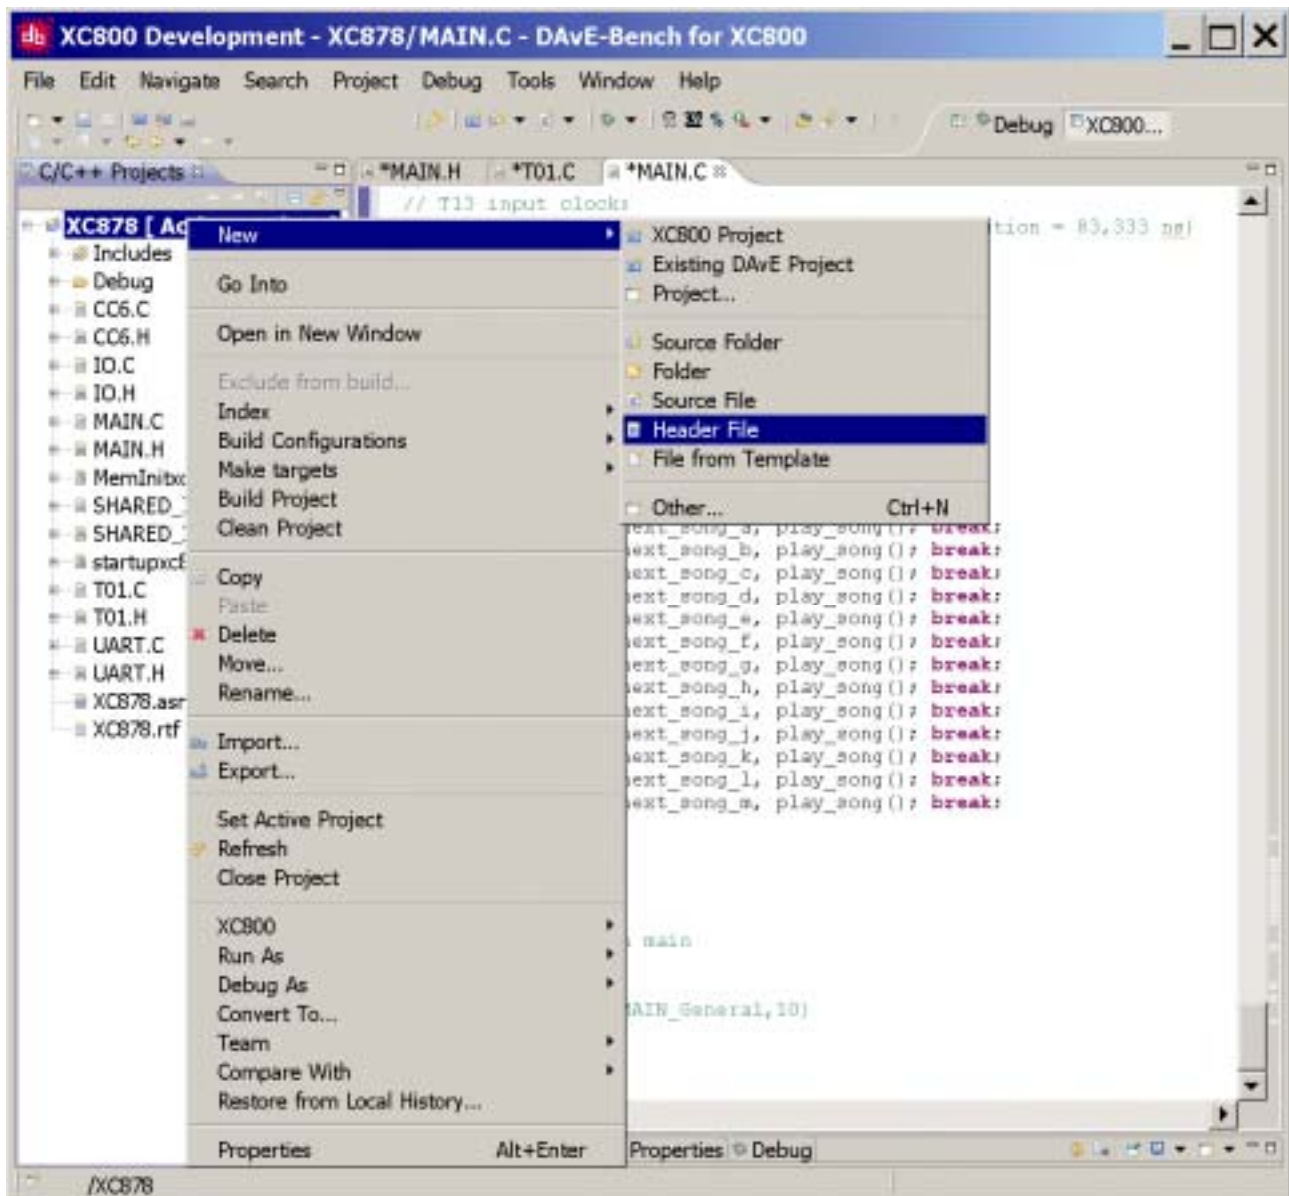 XC800 Development - XC878/MAIN.C - DAvE-Bench for XC800
File Edit Navigate Search Project Debug Tools Window Help
Debug XC800...
C/C++ Projects
*MAIN.H *T01.C *MAIN.C
// T13 input clock:
= 83,333 ns)
XC878 [
Includes
Debug
CC6.C
CC6.H
IO.C
IO.H
MAIN.C
MAIN.H
MemInitxc
SHARED_
SHARED_
startupxc8
T01.C
T01.H
UART.C
UART.H
XC878.asm
XC878.rtf
New
Go Into
Open in New Window
Exclude from build...
Index
Build Configurations
Make targets
Build Project
Clean Project
Copy
Paste
Delete
Move...
Rename...
Import...
Export...
Set Active Project
Refresh
Close Project
XC800
Run As
Debug As
Convert To...
Team
Compare With
Restore from Local History...
Properties Alt+Enter
XC800 Project
Existing DAvE Project
Project...
Source Folder
Folder
Source File
Header File
File from Template
Other... Ctrl+N
ext_song_a, play_song(); break;
ext_song_b, play_song(); break;
ext_song_c, play_song(); break;
ext_song_d, play_song(); break;
ext_song_e, play_song(); break;
ext_song_f, play_song(); break;
ext_song_g, play_song(); break;
ext_song_h, play_song(); break;
ext_song_i, play_song(); break;
ext_song_j, play_song(); break;
ext_song_k, play_song(); break;
ext_song_l, play_song(); break;
ext_song_m, play_song(); break;
main
MAIN_General,10)
Properties Debug
/XC878